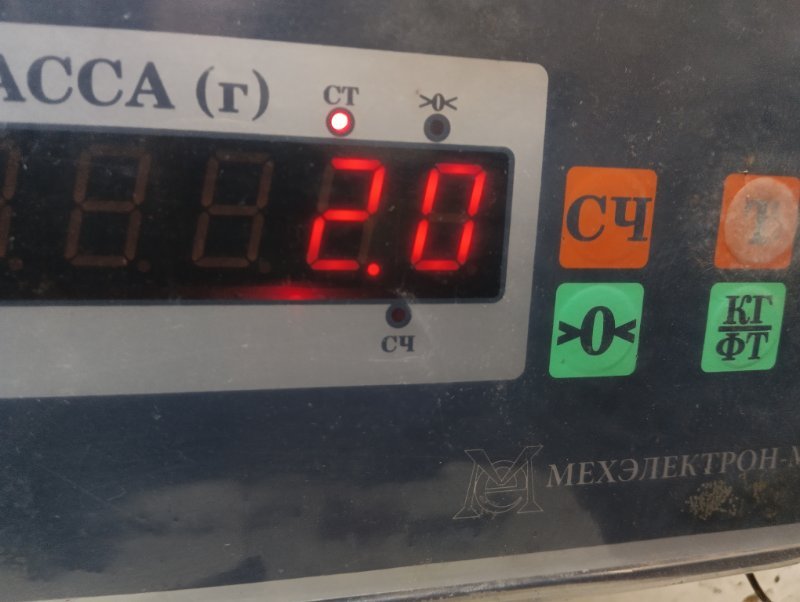 АССА (г)
СТ
>0<
2.0
СЧ
СЧ
Т
>0<
КГ
ФТ
МЕХЭЛЕКТРОН-М